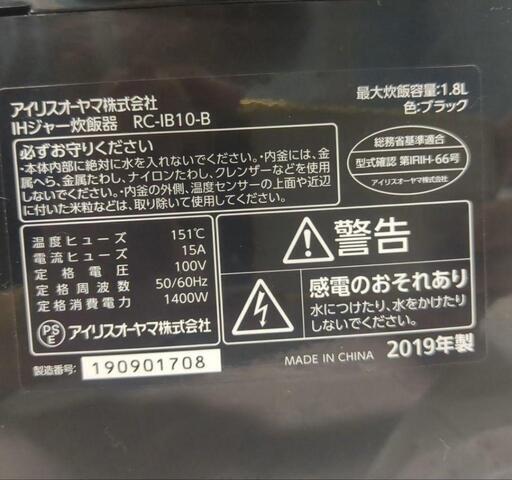 アイリスオーヤマ株式会社
IHジャー炊飯器 RC-IB10-B
最大炊飯容量:1.8L
色:ブラック
必ずお守りください
・本体内部に絶対に水を入れないでください。・内釜には、金
属へら、金属たわし、ナイロンたわし、クレンザーなどを使用
しないでください。・内釜の外側、温度センサーの上面や近辺
に付いた米粒などは、取り除いて使用してください。
総務省基準適合
型式確認 第IRIH-66号
アイリスオーヤマ株式会社
温度ヒューズ 151℃
電流ヒューズ 15A
定格電圧 100V
定格周波数 50/60Hz
定格消費電力 1400W
PSE アイリスオーヤマ株式会社
製造番号: 190901708
警告
感電のおそれあり
水につけたり、水をかけたり
しないでください。
MADE IN CHINA 2019年製